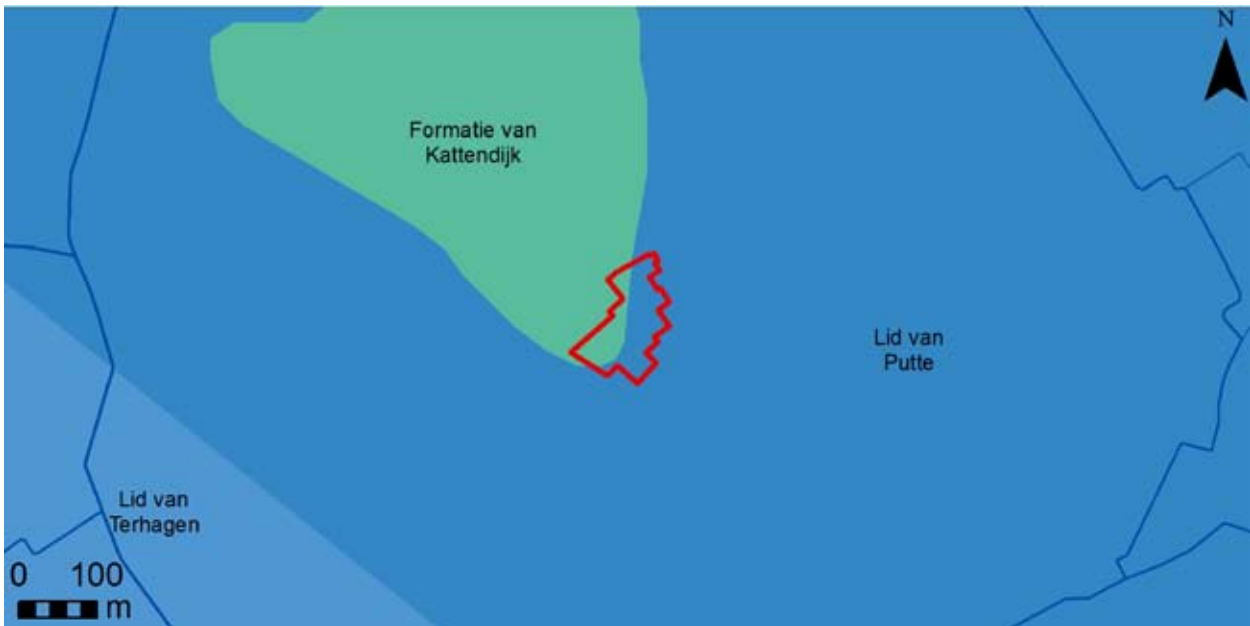 N
Formatie van
Kattendijk
Lid van
Putte
Lid van
Terhagen
0 100
m